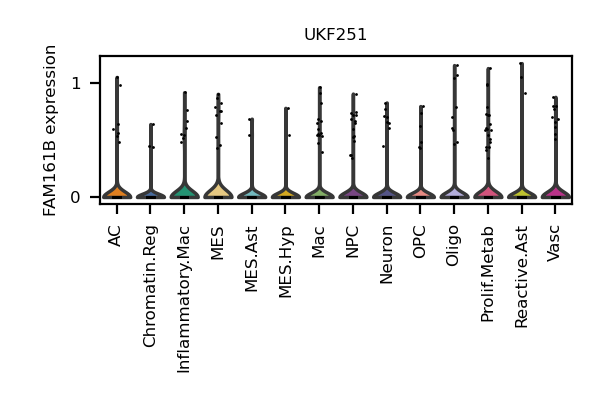 UKF251
FAM161B expression
1
0
AC
Chromatin.Reg
Inflammatory.Mac
MES
MES.Ast
MES.Hyp
Mac
NPC
Neuron
OPC
Oligo
Prolif.Metab
Reactive.Ast
Vasc